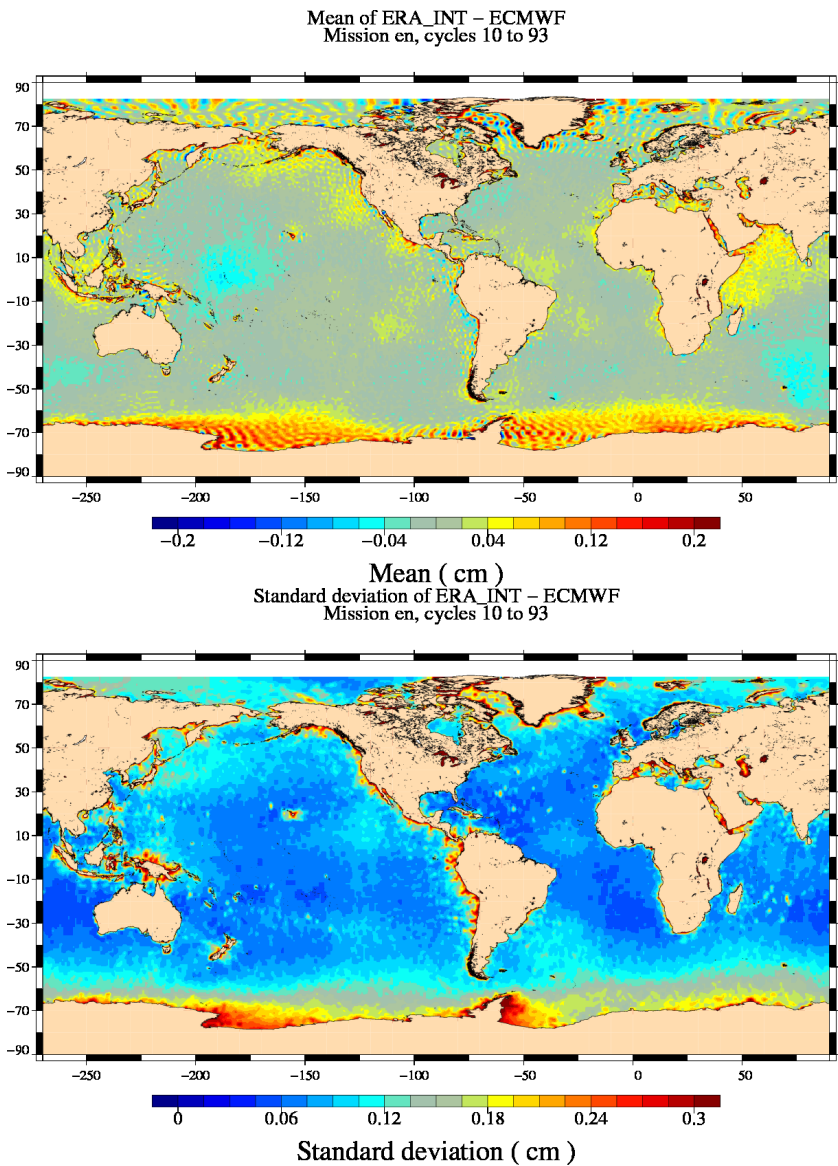 Mean of ERA_INT − ECMWF
Mission en, cycles 10 to 93
90
70
50
30
10
−10
−30
−50
−70
−90
−250 −200 −150 −100 −50 0 50
−0.2 −0.12 −0.04 0.04 0.12 0.2
Mean ( cm )
Standard deviation of ERA_INT − ECMWF
Mission en, cycles 10 to 93
90
70
50
30
10
−10
−30
−50
−70
−90
−250 −200 −150 −100 −50 0 50
0 0.06 0.12 0.18 0.24 0.3
Standard deviation ( cm )